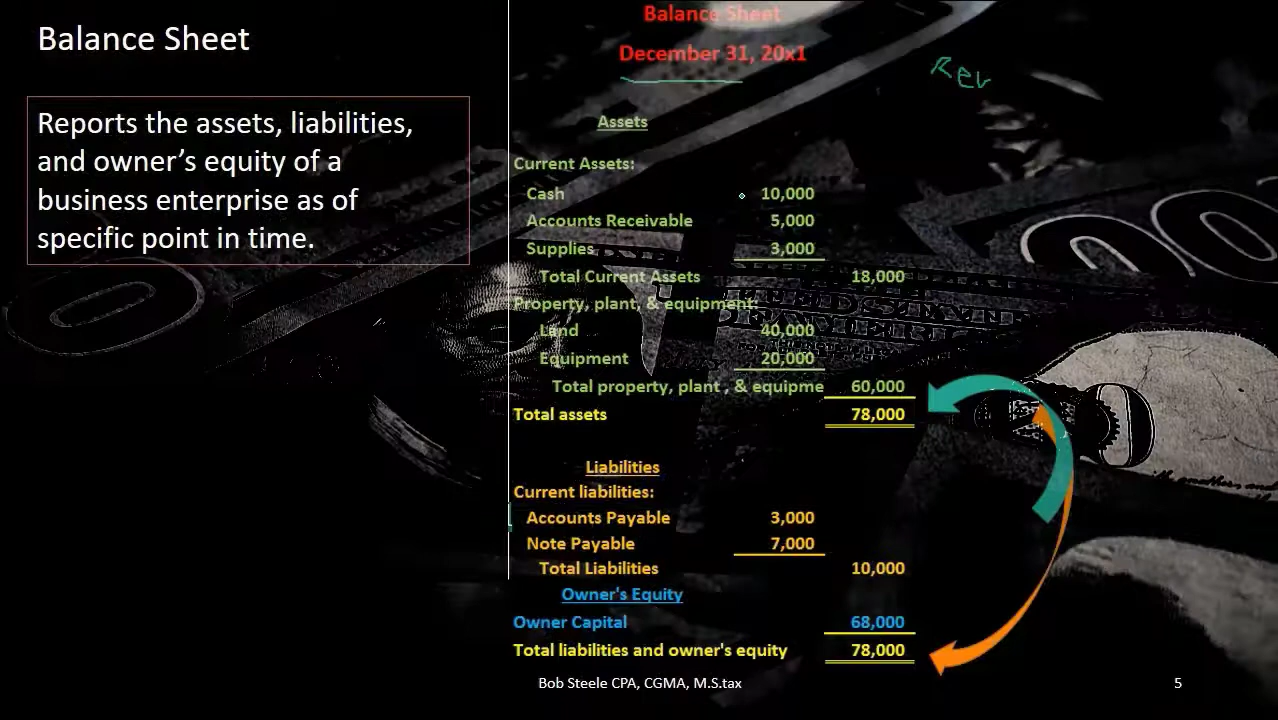 Balance Sheet
Reports the assets, liabilities,
and owner's equity of a
business enterprise as of
specific point in time.
Balance Sheet
December 31, 20x1
Rev
Assets
Current Assets:
Cash 10,000
Accounts Receivable 5,000
Supplies 3,000
Total Current Assets 18,000
Property, plant, & equipment:
Land 40,000
Equipment 20,000
Total property, plant , & equipme 60,000
Total assets 78,000
Liabilities
Current liabilities:
Accounts Payable 3,000
Note Payable 7,000
Total Liabilities 10,000
Owner's Equity
Owner Capital 68,000
Total liabilities and owner's equity 78,000
Bob Steele CPA, CGMA, M.S.tax
5